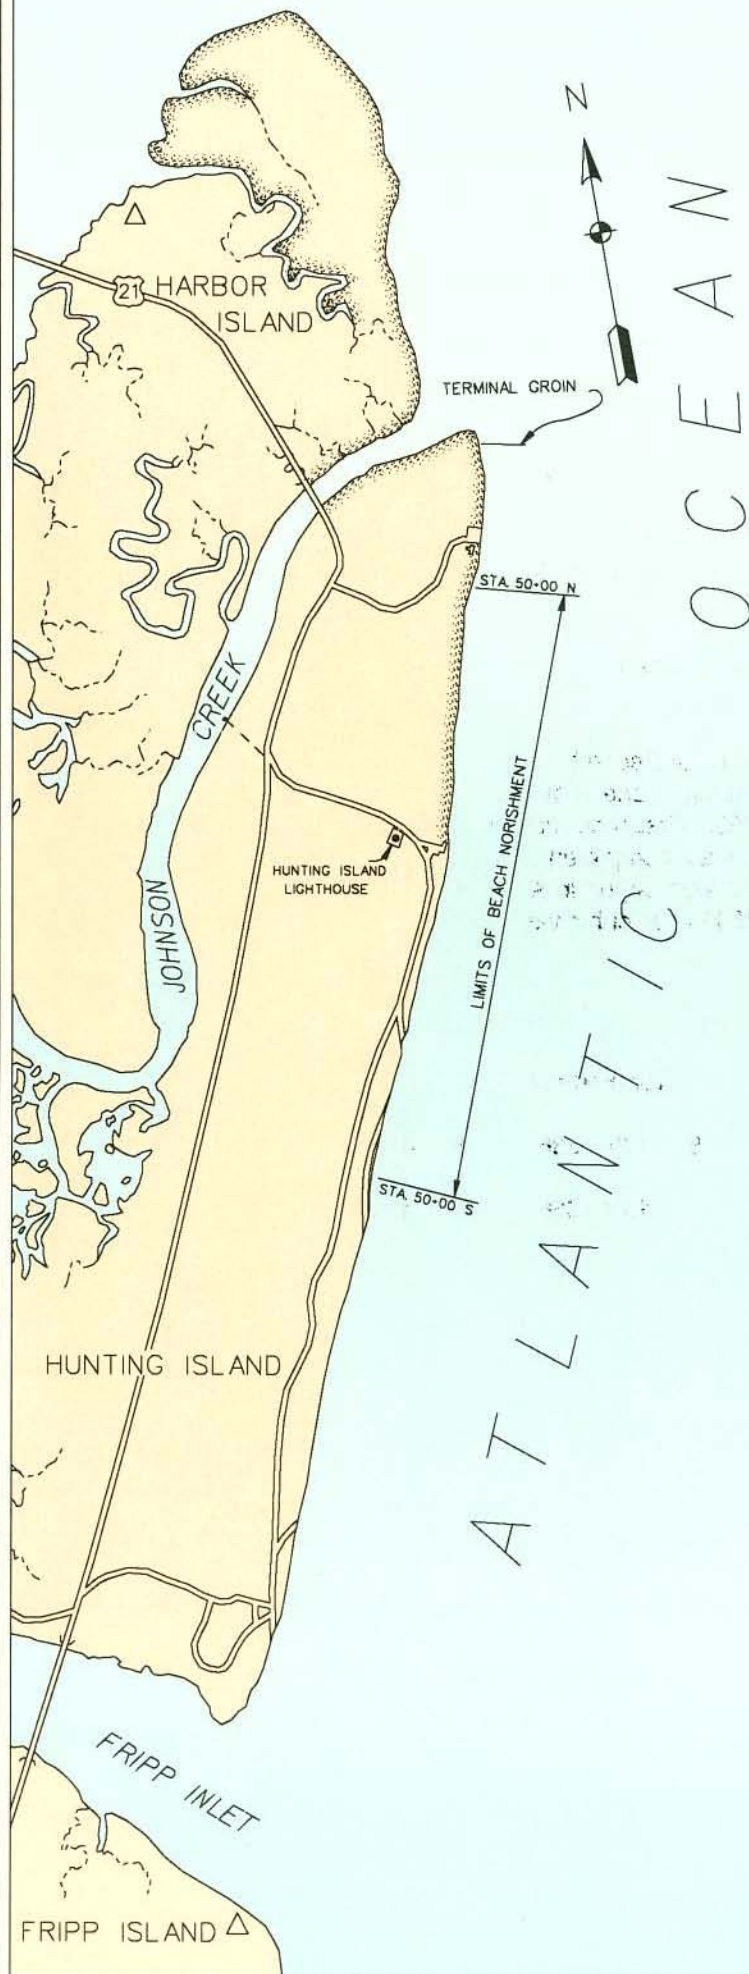 N
21
HARBOR
ISLAND
TERMINAL GROIN
STA. 50+00 N
CREEK
JOHNSON
HUNTING ISLAND
LIGHTHOUSE
LIMITS OF BEACH NORISHMENT
STA. 50+00 S
HUNTING ISLAND
ATLANTIC
OCEAN
FRIPP INLET
FRIPP ISLAND